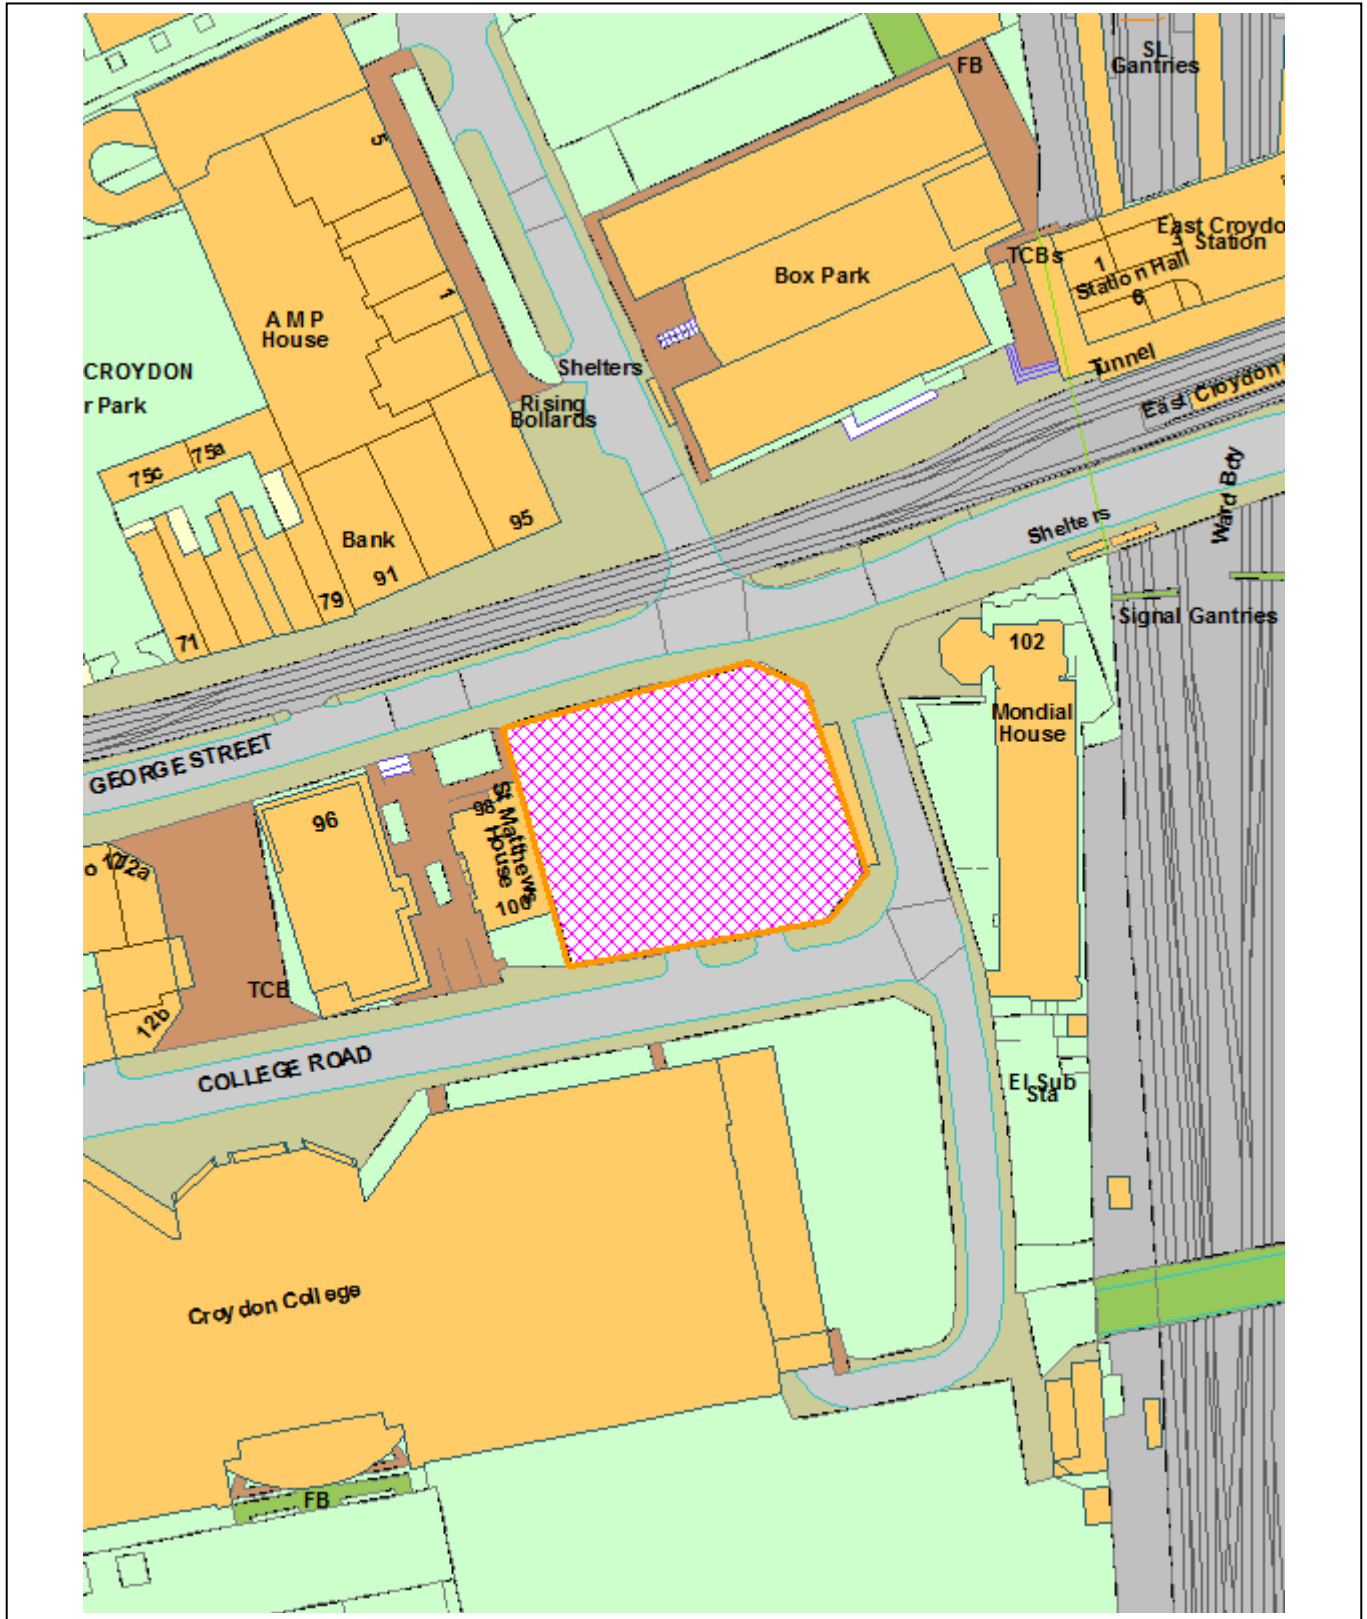 SL
Gantries
FB
5
East Croydo
Station
3
TCBs
1
Station Hall
6
Box Park
1
A M P
House
Tunnel
Shelters
CROYDON
r Park
Rising
Bollards
East Croydon
75a
75c
Ward Bdy
95
Shelters
Bank
91
79
Signal Gantries
71
102
Mondial
House
GEORGE STREET
98
St Matthews
House
96
100
12a
TCB
12b
COLLEGE ROAD
El Sub
Sta
Croydon College
FB